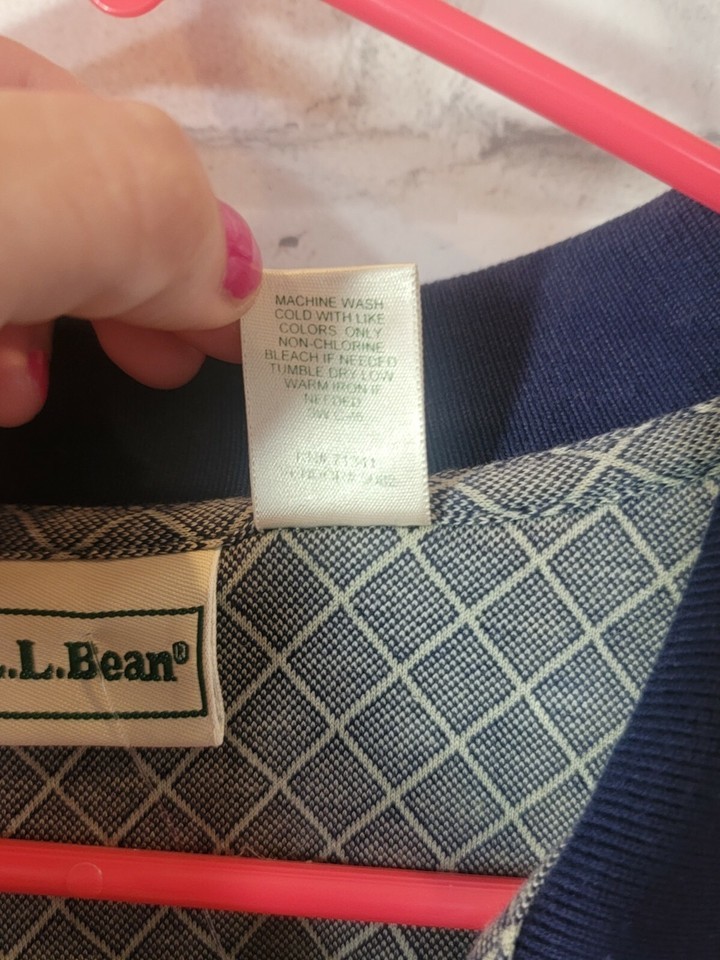 MACHINE WASH
COLD WITH LIKE
COLORS ONLY
NON-CHLORINE
BLEACH IF NEEDED
TUMBLE DRY LOW
WARM IRON IF
NEEDED
71341
L.L.Bean®